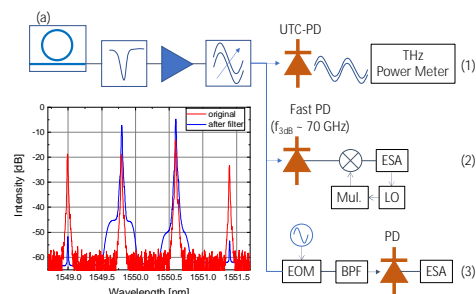 (a)
UTC-PD
THz
Power Meter
(1)
Fast PD
(f3dB ~ 70 GHz)
ESA
(2)
Mul.
LO
PD
EOM
BPF
ESA
(3)
original
after filter
Intensity [dB]
0
-10
-20
-30
-40
-50
-60
1549.0 1549.5 1550.0 1550.5 1551.0 1551.5
Wavelength [nm]